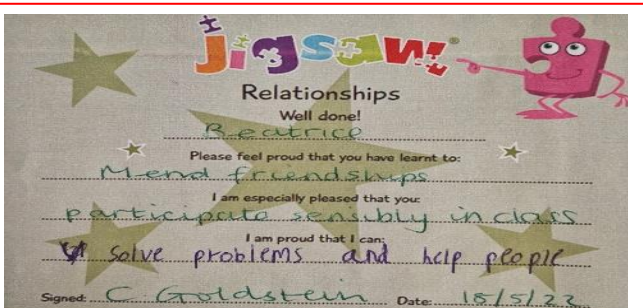 Jigsaw®
Relationships
Well done!
Beatrice
Please feel proud that you have learnt to:
Mend friendships
I am especially pleased that you:
participate sensibly in class
I am proud that I can:
solve problems and help people
Signed: C Goldstein Date: 18/5/23